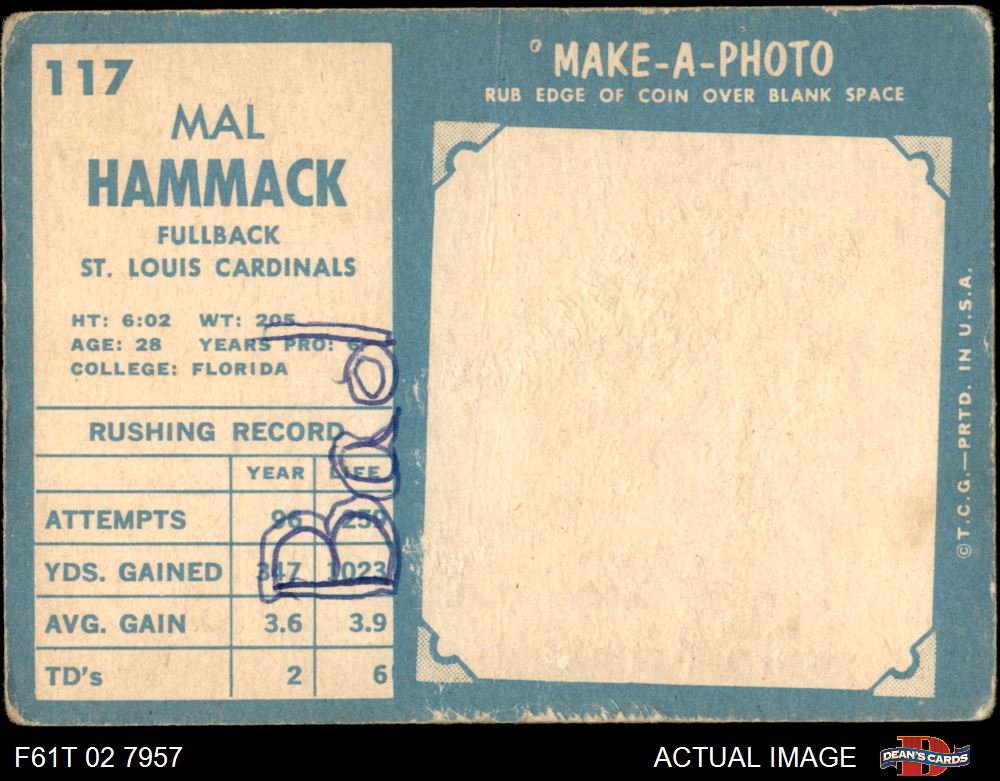 117
MAL
HAMMACK
FULLBACK
ST. LOUIS CARDINALS
HT: 6:02 WT: 205
AGE: 28 YEARS PRO: 6
COLLEGE: FLORIDA
RUSHING RECORD
YEAR LIFE
ATTEMPTS 96 259
YDS. GAINED 347 1023
AVG. GAIN 3.6 3.9
TD's 2 6
MAKE-A-PHOTO
RUB EDGE OF COIN OVER BLANK SPACE
©T.C.G.—PRTD. IN U.S.A.
F61T 02 7957
ACTUAL IMAGE
DEAN'S CARDS